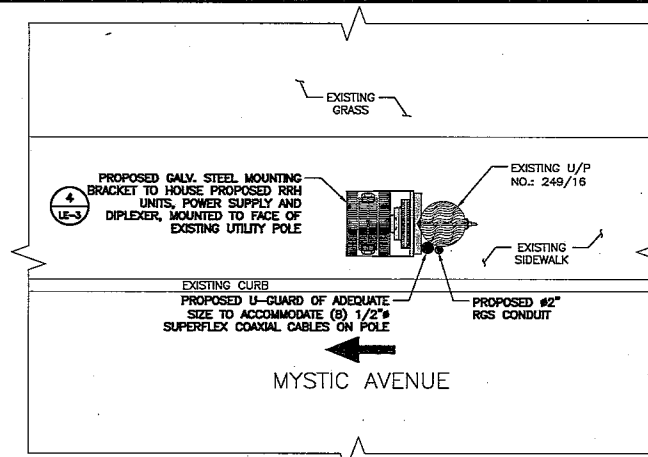 EXISTING
GRASS
PROPOSED GALV. STEEL MOUNTING
BRACKET TO HOUSE PROPOSED RRH
UNITS, POWER SUPPLY AND
DIPLEXER, MOUNTED TO FACE OF
EXISTING UTILITY POLE
4
LE-3
EXISTING U/P
NO.: 249/16
EXISTING
SIDEWALK
EXISTING CURB
PROPOSED U-GUARD OF ADEQUATE
SIZE TO ACCOMMODATE (8) 1/2"ø
SUPERFLEX COAXIAL CABLES ON POLE
PROPOSED ø2"
RGS CONDUIT
MYSTIC AVENUE